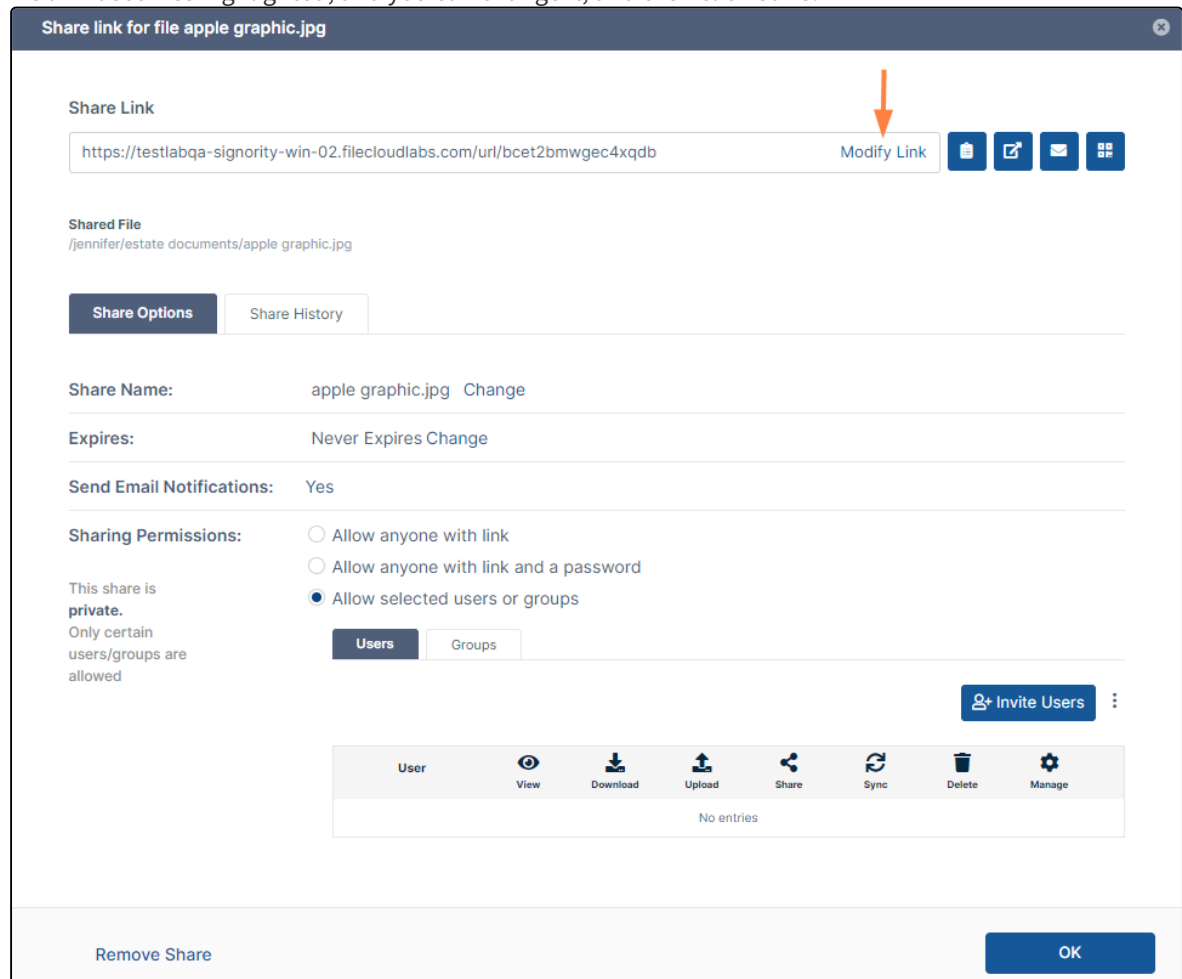 Share link for file apple graphic.jpg
Share Link
https://testlabqa-signority-win-02.filecloudlabs.com/url/bcet2bmwgec4xqdb Modify Link
Shared File
/jennifer/estate documents/apple graphic.jpg
Share Options Share History
Share Name: apple graphic.jpg Change
Expires: Never Expires Change
Send Email Notifications: Yes
Sharing Permissions: Allow anyone with link
Allow anyone with link and a password
Allow selected users or groups
This share is
private.
Only certain
users/groups are
allowed
Users Groups
Invite Users
User View Download Upload Share Sync Delete Manage
No entries
Remove Share OK